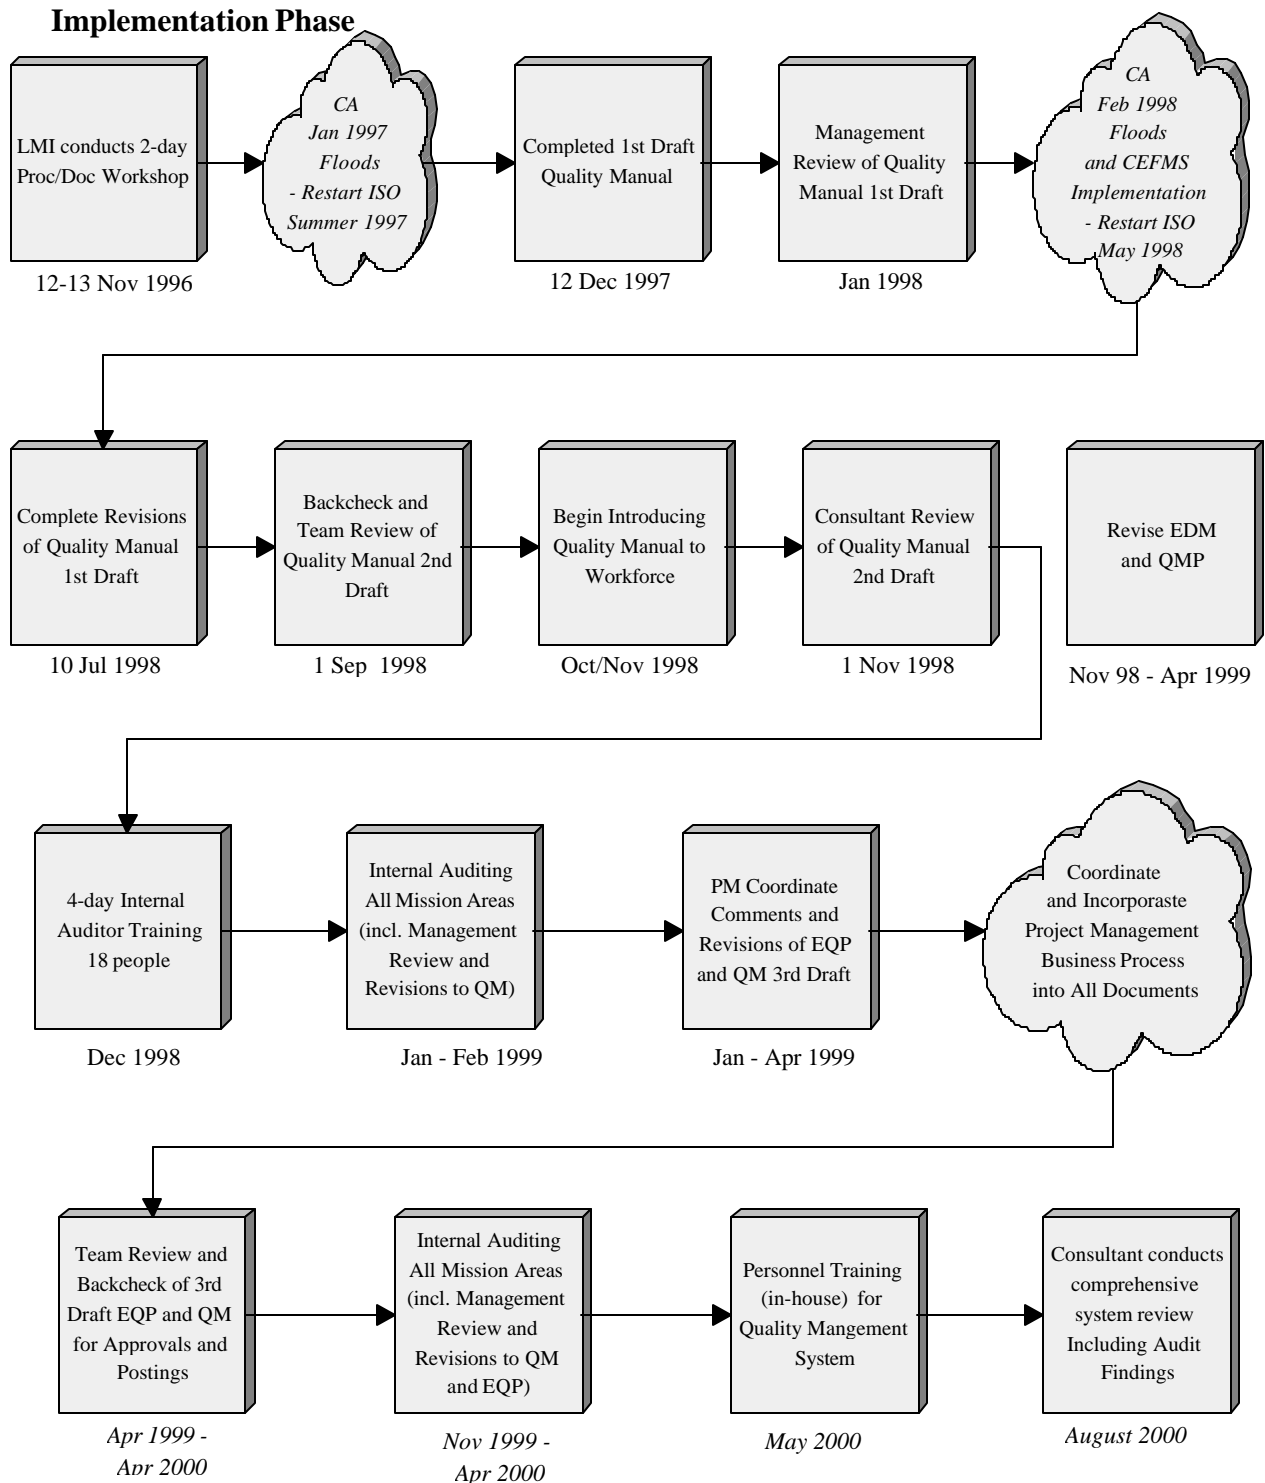 Implementation Phase
LMI conducts 2-day
Proc/Doc Workshop
12-13 Nov 1996
CA
Jan 1997
Floods
- Restart ISO
Summer 1997
Completed 1st Draft
Quality Manual
12 Dec 1997
Management
Review of Quality
Manual 1st Draft
Jan 1998
CA
Feb 1998
Floods
and CEFMS
Implementation
- Restart ISO
May 1998
Complete Revisions
of Quality Manual
1st Draft
10 Jul 1998
Backcheck and
Team Review of
Quality Manual 2nd
Draft
1 Sep 1998
Begin Introducing
Quality Manual to
Workforce
Oct/Nov 1998
Consultant Review
of Quality Manual
2nd Draft
1 Nov 1998
Revise EDM
and QMP
Nov 98 - Apr 1999
4-day Internal
Auditor Training
18 people
Dec 1998
Internal Auditing
All Mission Areas
(incl. Management
Review and
Revisions to QM)
Jan - Feb 1999
PM Coordinate
Comments and
Revisions of EQP
and QM 3rd Draft
Jan - Apr 1999
Coordinate
and Incorporaste
Project Management
Business Process
into All Documents
Team Review and
Backcheck of 3rd
Draft EQP and QM
for Approvals and
Postings
Apr 1999 -
Apr 2000
Internal Auditing
All Mission Areas
(incl. Management
Review and
Revisions to QM
and EQP)
Nov 1999 -
Apr 2000
Personnel Training
(in-house) for
Quality Mangement
System
May 2000
Consultant conducts
comprehensive
system review
Including Audit
Findings
August 2000